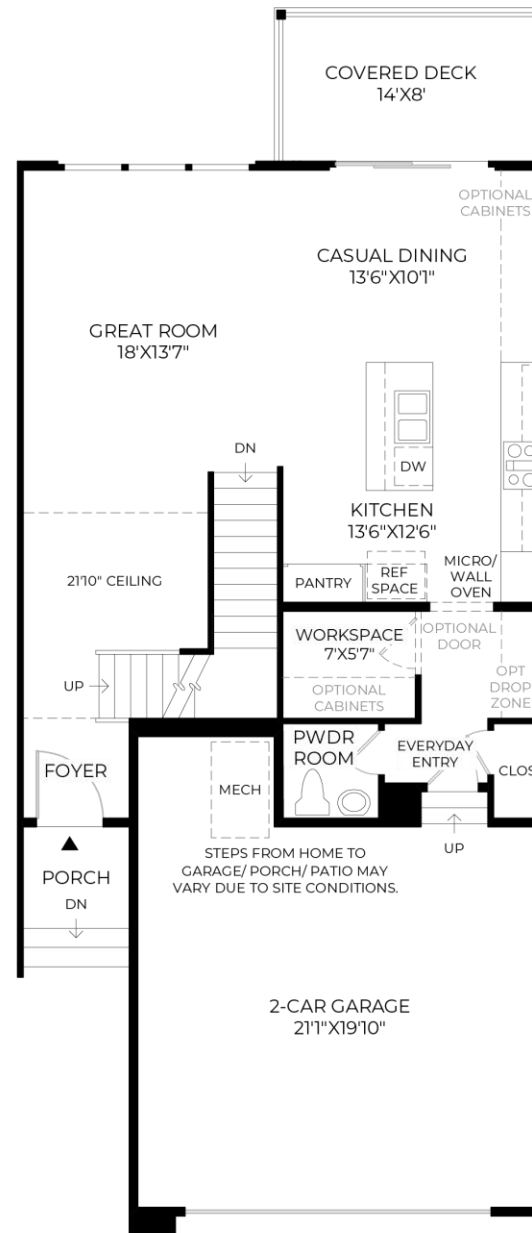 COVERED DECK
14'X8'
OPTIONAL
CABINETS
CASUAL DINING
13'6"X10'1"
GREAT ROOM
18'X13'7"
DN
DW
KITCHEN
13'6"X12'6"
21'10" CEILING
PANTRY
REF
SPACE
MICRO/
WALL
OVEN
WORKSPACE
7'X5'7"
OPTIONAL
DOOR
OPTIONAL
CABINETS
OPT
DROP
ZONE
UP
PWDR
ROOM
EVERYDAY
ENTRY
FOYER
MECH
CLOS
UP
STEPS FROM HOME TO
GARAGE/ PORCH/ PATIO MAY
VARY DUE TO SITE CONDITIONS.
PORCH
DN
2-CAR GARAGE
21'1"X19'10"